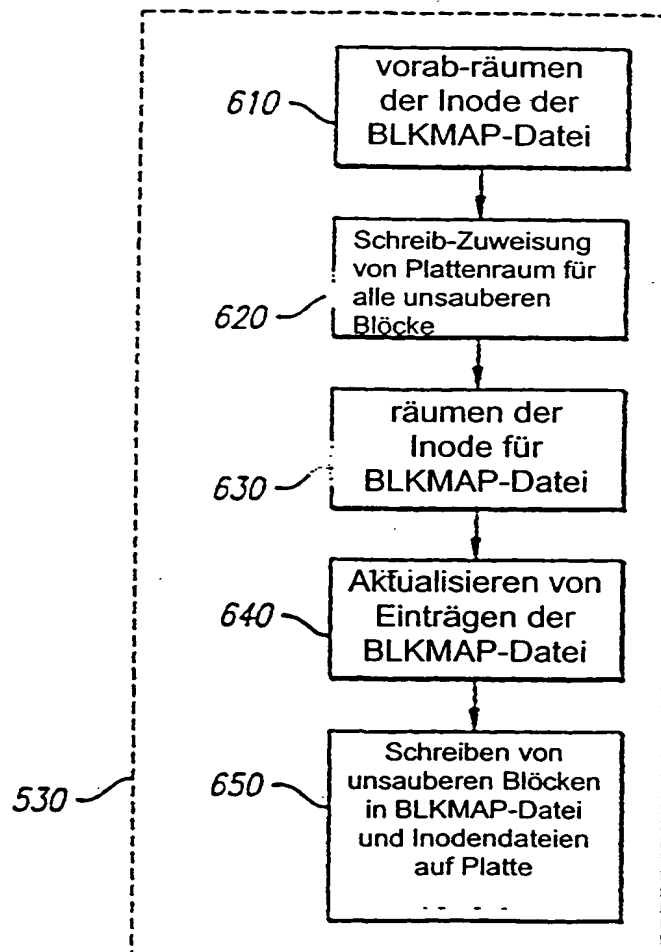 610
vorab-räumen
der Inode der
BLKMAP-Datei
620
Schreib-Zuweisung
von Plattenraum für
alle unsauberen
Blöcke
630
räumen der
Inode für
BLKMAP-Datei
640
Aktualisieren von
Einträgen der
BLKMAP-Datei
530
650
Schreiben von
unsauberen Blöcken
in BLKMAP-Datei
und Inodendateien
auf Platte